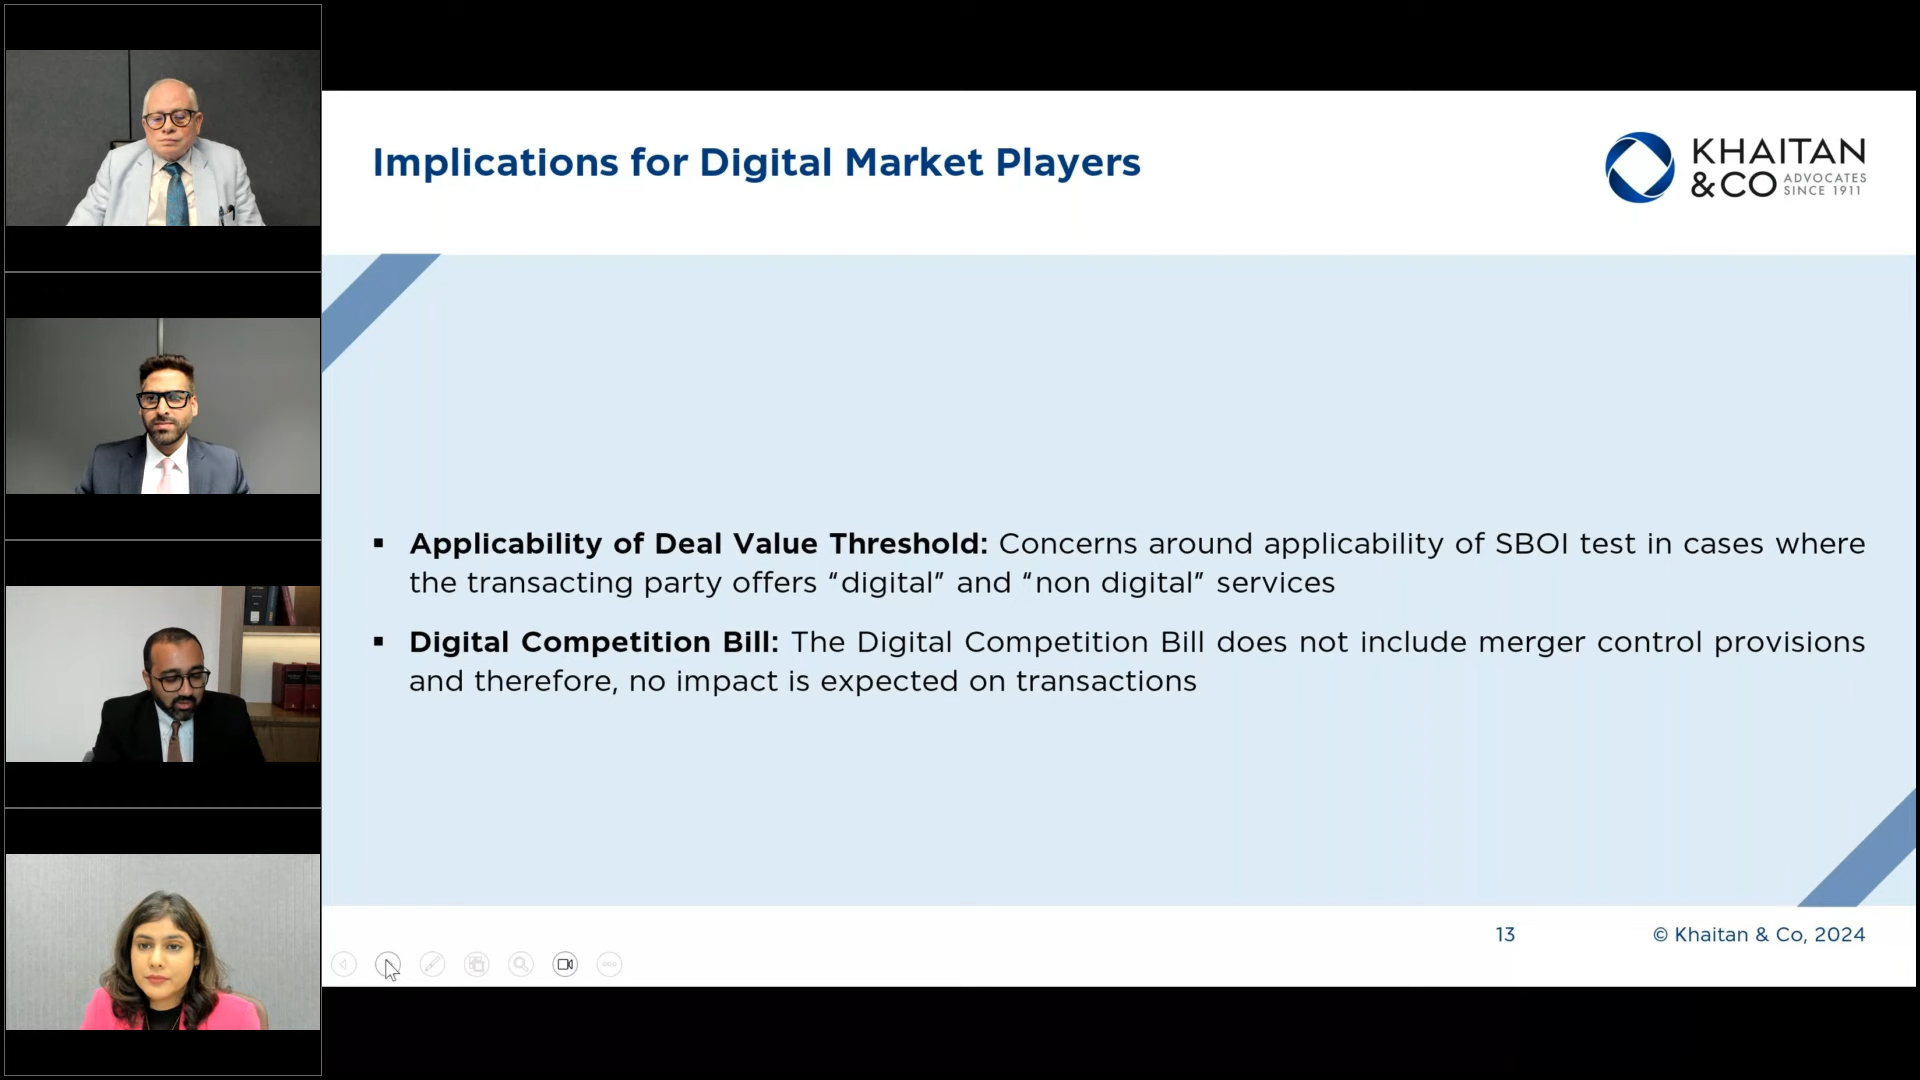 Implications for Digital Market Players
KHAITAN
&CO ADVOCATES
SINCE 1911
▪ Applicability of Deal Value Threshold: Concerns around applicability of SBOI test in cases where
the transacting party offers “digital” and “non digital” services
▪ Digital Competition Bill: The Digital Competition Bill does not include merger control provisions
and therefore, no impact is expected on transactions
13
© Khaitan & Co, 2024